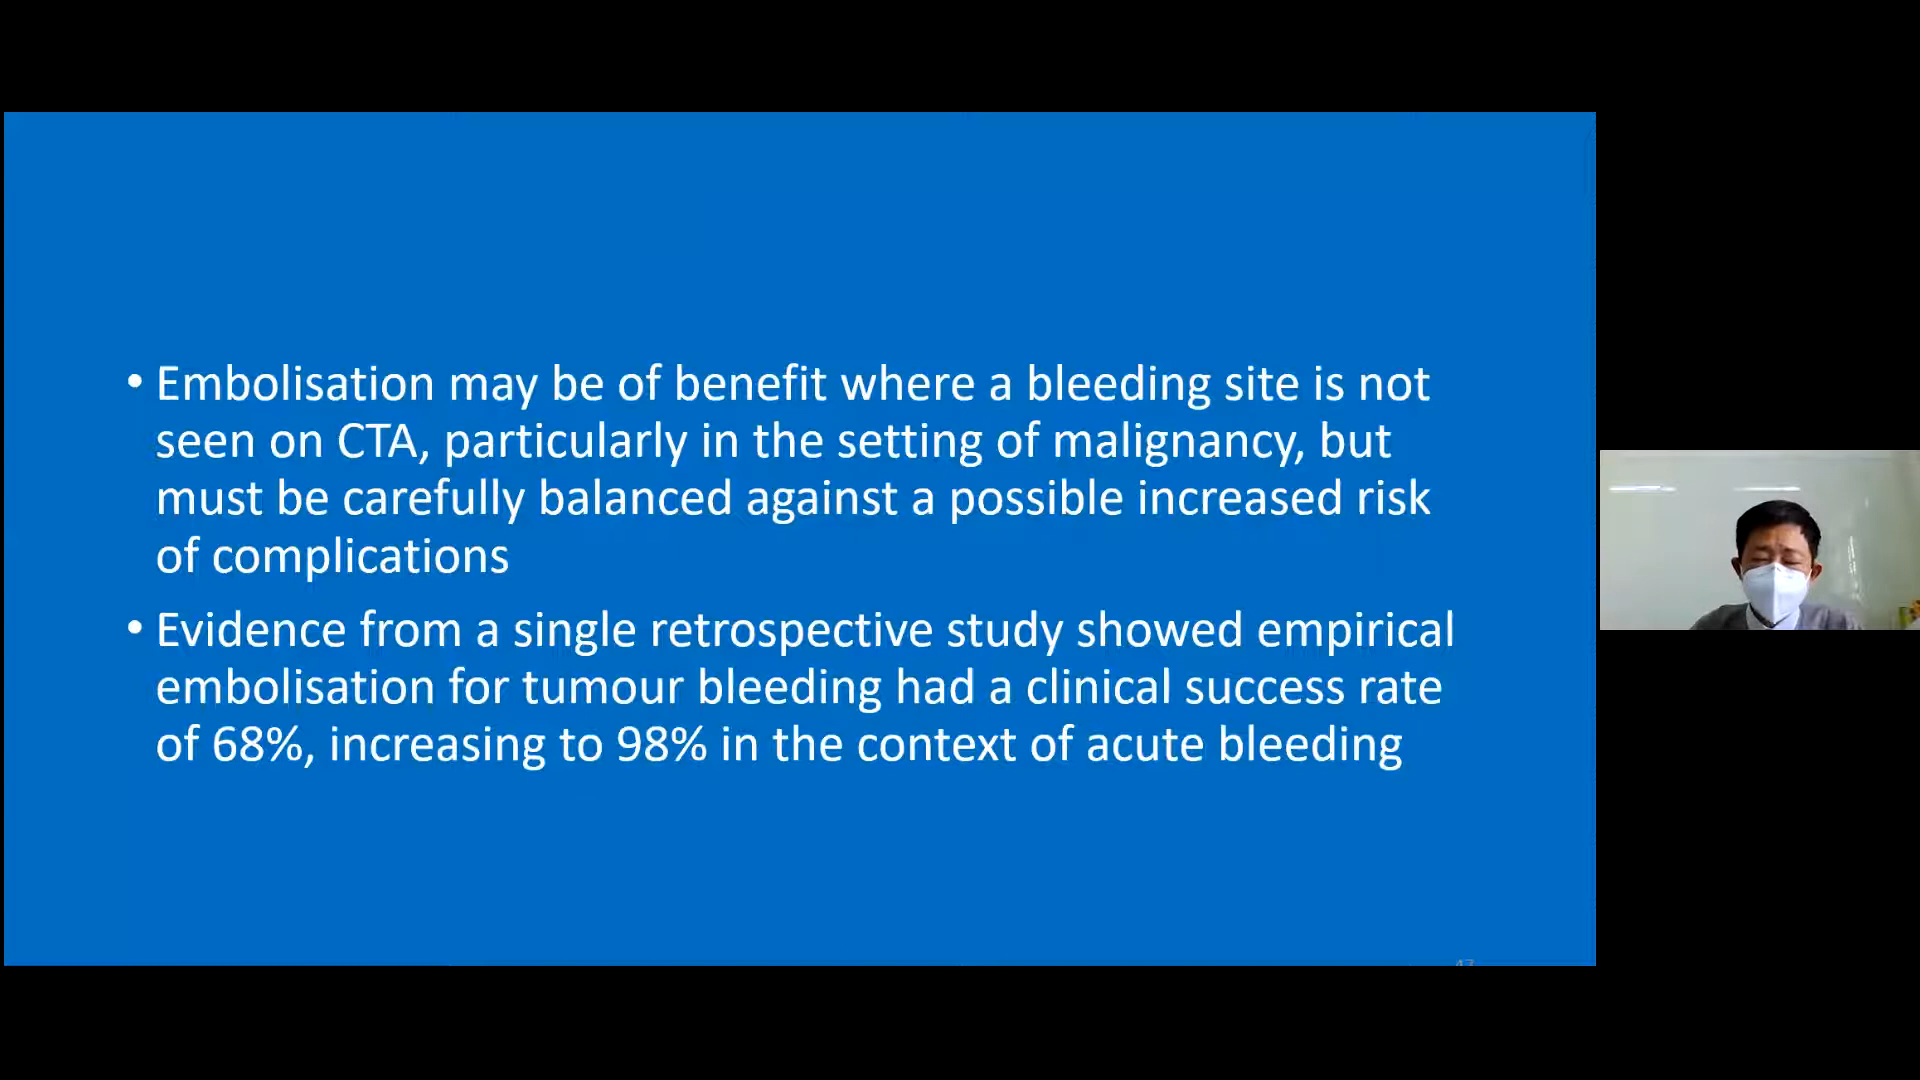 • Embolisation may be of benefit where a bleeding site is not
seen on CTA, particularly in the setting of malignancy, but
must be carefully balanced against a possible increased risk
of complications
• Evidence from a single retrospective study showed empirical
embolisation for tumour bleeding had a clinical success rate
of 68%, increasing to 98% in the context of acute bleeding